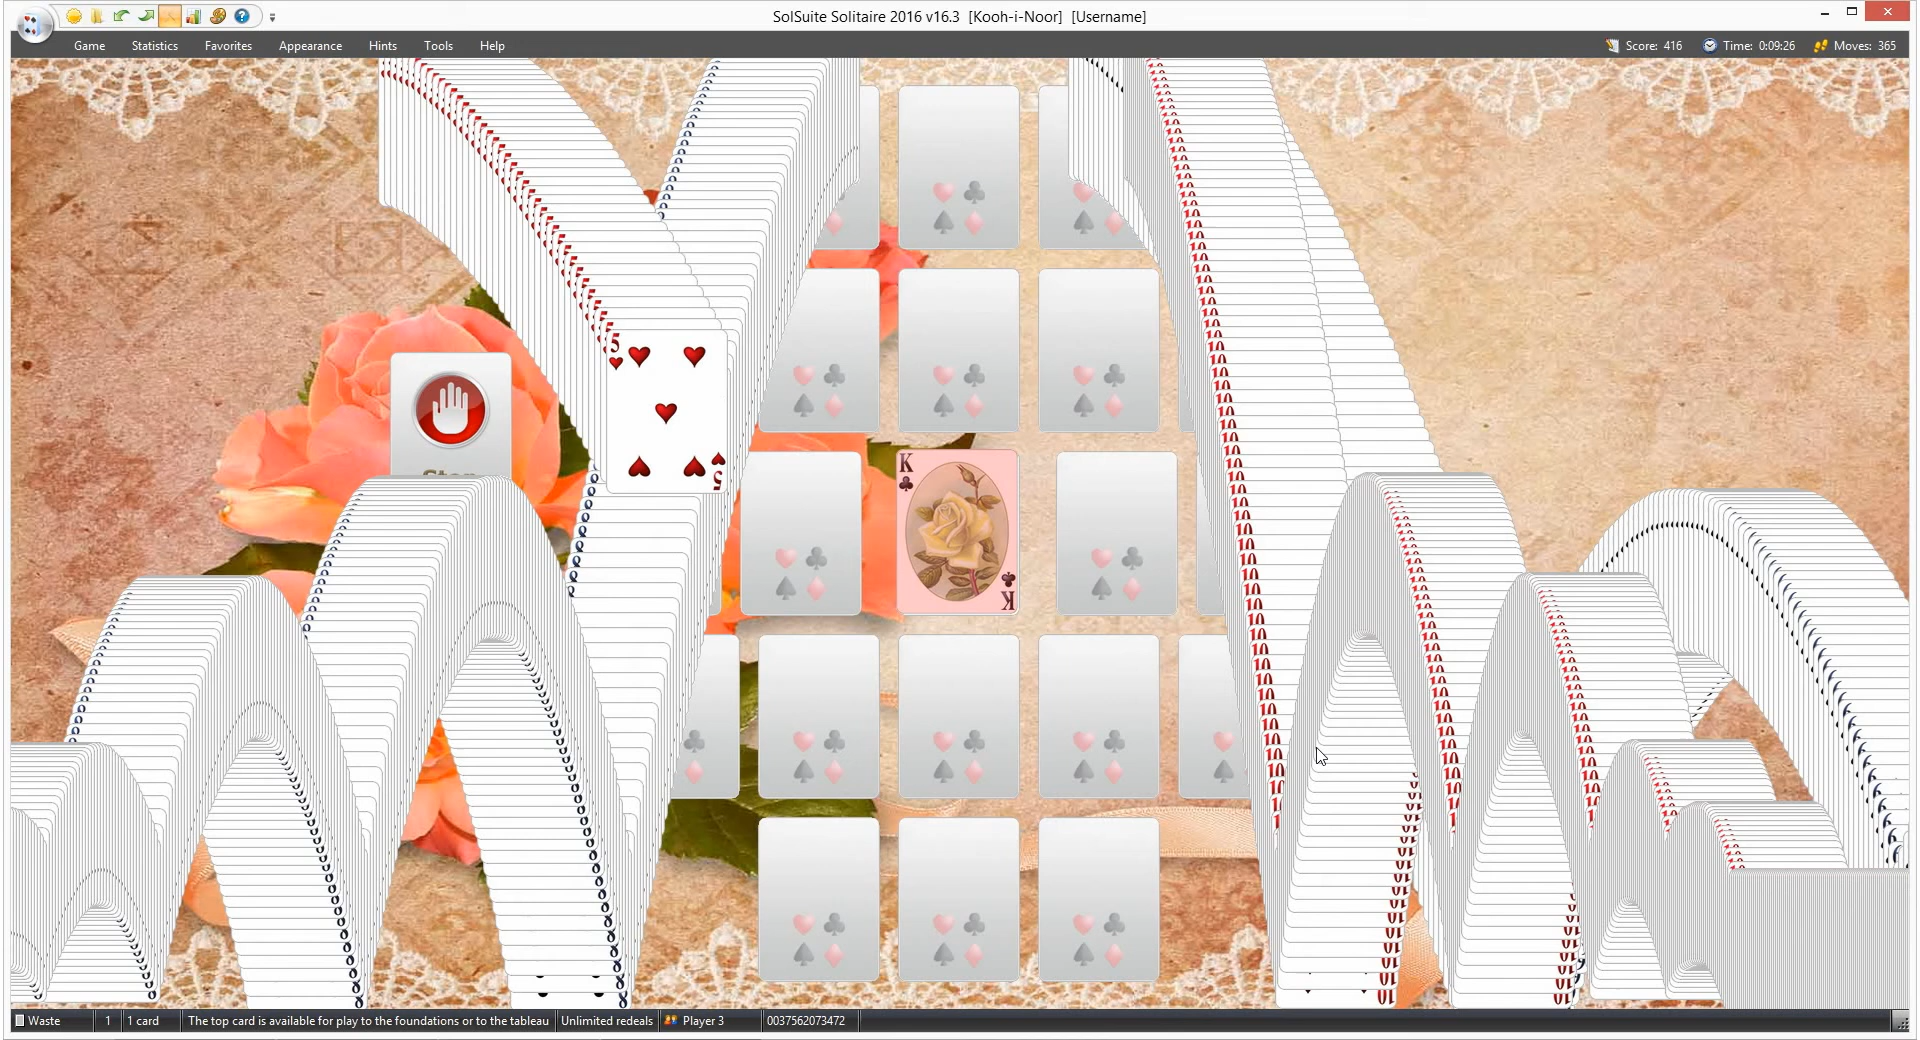 SolSuite Solitaire 2016 v16.3 [Kooh-i-Noor] [Username]
Game Statistics Favorites Appearance Hints Tools Help Score: 416 Time: 0:09:26 Moves: 365
5
5
K
K
Waste 1 1 card The top card is available for play to the foundations or to the tableau Unlimited redeals Player 3 0037562073472